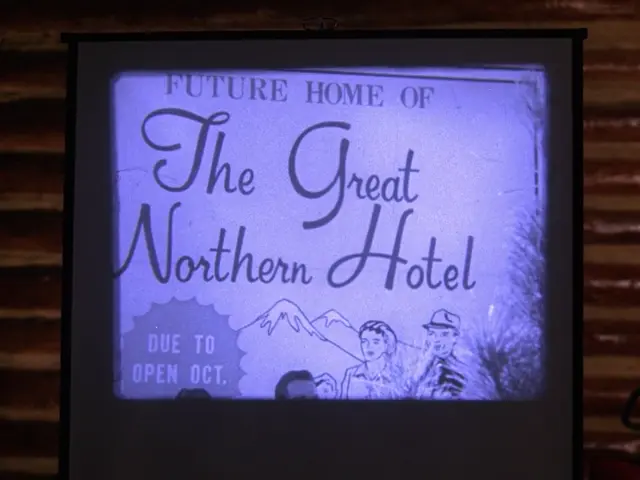 FUTURE HOME OF
The Great
Northern Hotel
DUE TO
OPEN OCT.